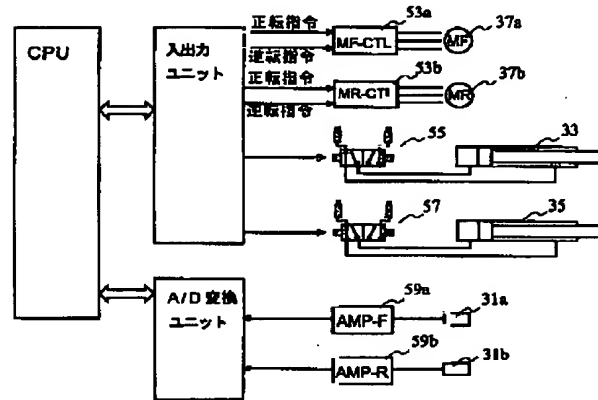 CPU
入出力
ユニット
正転指令
逆転指令
正転指令
逆転指令
53a
MF-CTL
37a
MF
53b
MR-CTL
37b
MR
55
33
57
35
A/D 変換
ユニット
59a
AMP-F
31a
59b
AMP-R
31b